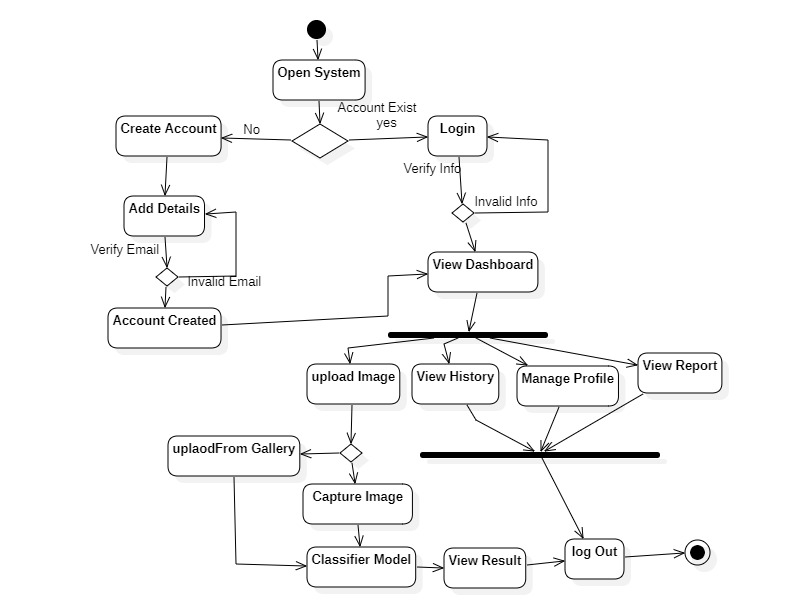 Open System
Account Exist
yes
No
Create Account
Login
Verify Info
Invalid Info
Add Details
Verify Email
Invalid Email
View Dashboard
Account Created
upload Image
View History
Manage Profile
View Report
uplaodFrom Gallery
Capture Image
Classifier Model
View Result
log Out